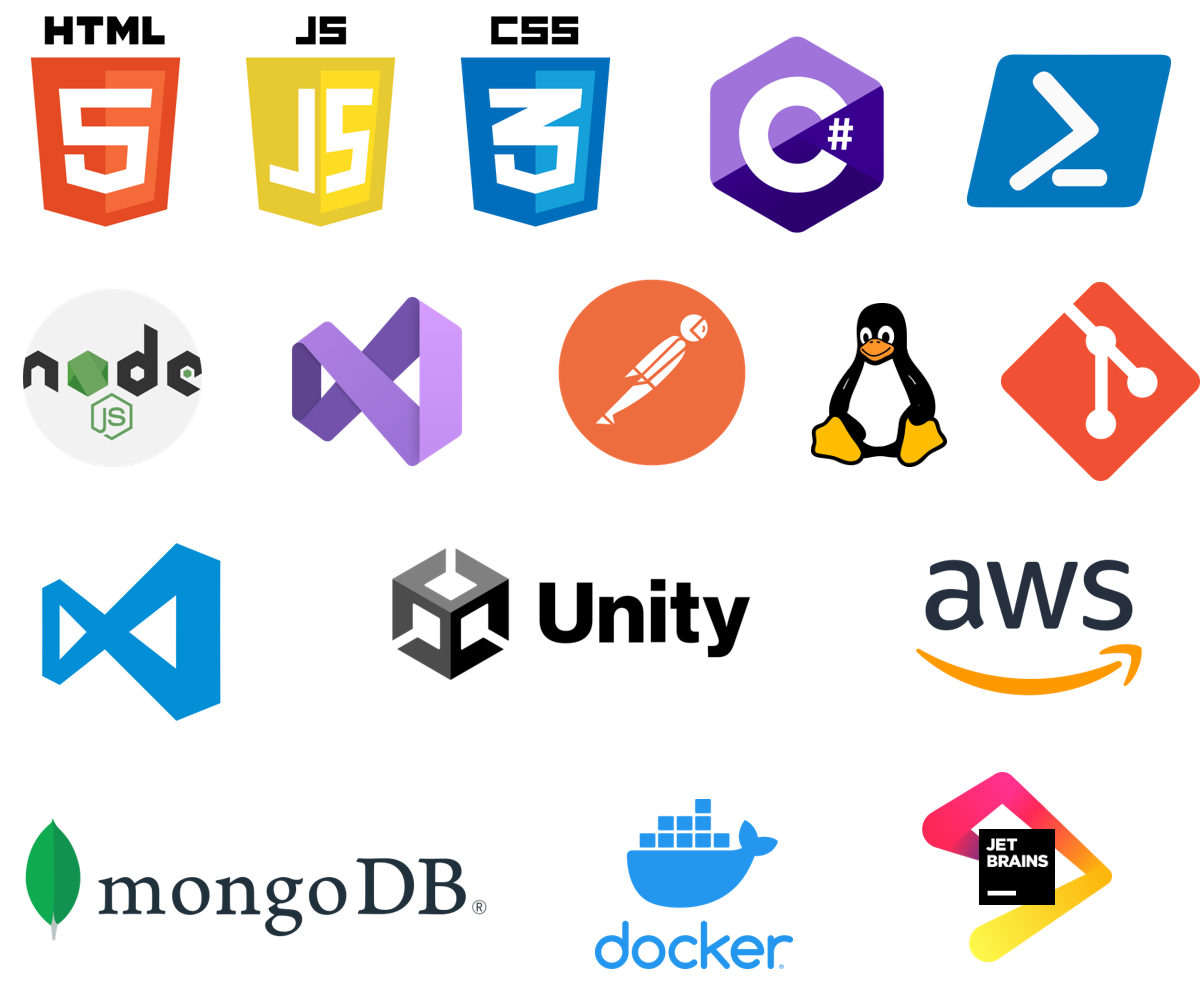 HTML
JS
CSS
5
JS
3
C#
node
JS
Unity
aws
mongoDB®
docker
JET
BRAINS